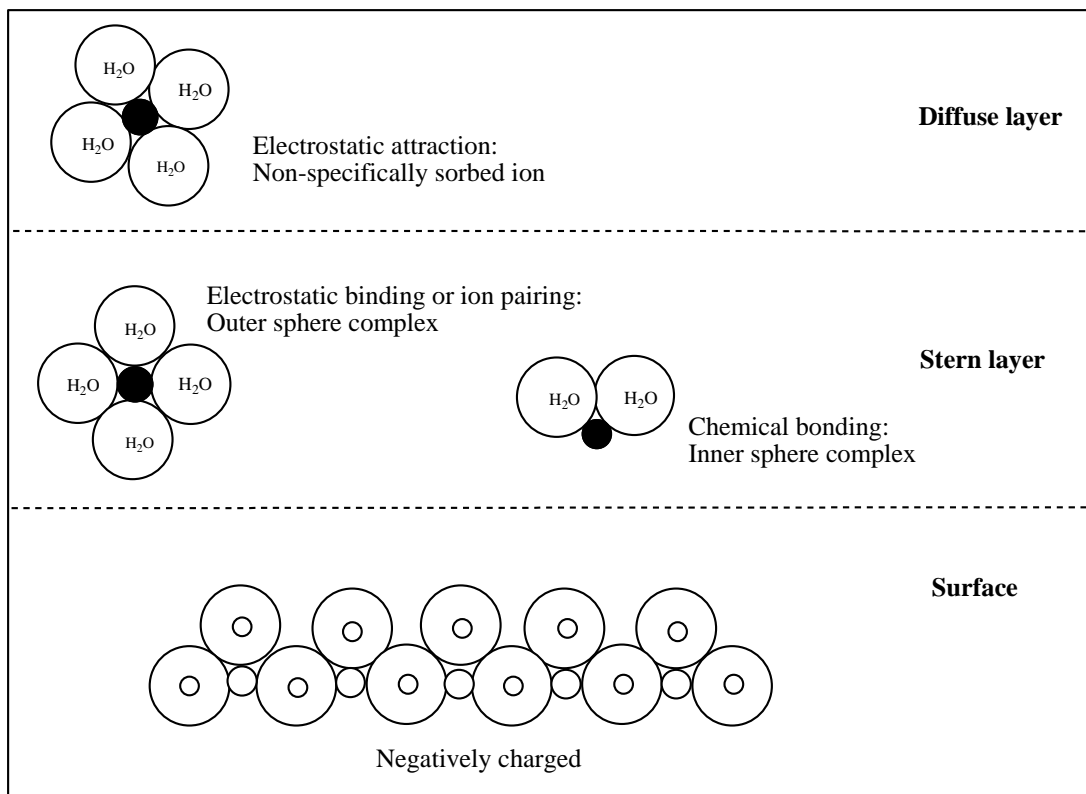 H₂O
H₂O
H₂O
H₂O
Diffuse layer
Electrostatic attraction:
Non-specifically sorbed ion
Electrostatic binding or ion pairing:
Outer sphere complex
H₂O
H₂O
H₂O
H₂O
Stern layer
H₂O
H₂O
Chemical bonding:
Inner sphere complex
Surface
Negatively charged